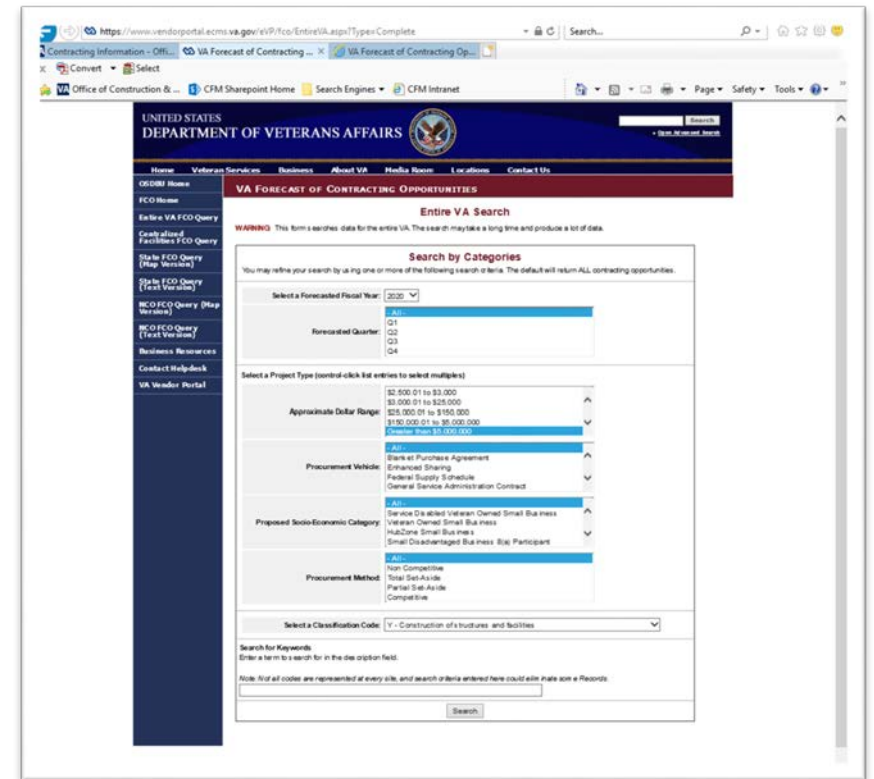 https://www.vendorportal.ecms.va.gov/eVP/fco/EntireVA.aspx?Type=Complete
Search...
Contracting Information - Offi...
VA Forecast of Contracting ...
VA Forecast of Contracting Op...
x Convert Select
VA Office of Construction & ...
CFM Sharepoint Home
Search Engines
CFM Intranet
Page Safety Tools
UNITED STATES
DEPARTMENT OF VETERANS AFFAIRS
Search
Open Advanced Search
Home Veteran Services Business About VA Media Room Locations Contact Us
OSDBU Home
FCO Home
Entire VA FCO Query
Centralized
Facilities FCO Query
State FCO Query
(Map Version)
State FCO Query
(Text Version)
NCO FCO Query (Map
Version)
NCO FCO Query
(Text Version)
Business Resources
Contact Helpdesk
VA Vendor Portal
VA FORECAST OF CONTRACTING OPPORTUNITIES
Entire VA Search
WARNING This form searches data for the entire VA. The search may take a long time and produce a lot of data.
Search by Categories
You may refine your search by using one or more of the following search criteria. The default will return ALL contracting opportunities.
Select a Forecasted Fiscal Year: 2020
Forecasted Quarter:
- All -
Q1
Q2
Q3
Q4
Select a Project Type (control-click list entries to select multiples)
Approximate Dollar Range:
$2,500.01 to $3,000
$3,000.01 to $25,000
$25,000.01 to $150,000
$150,000.01 to $5,000,000
Greater than $5,000,000
Procurement Vehicle:
- All -
Blanket Purchase Agreement
Enhanced Sharing
Federal Supply Schedule
General Service Administration Contract
Proposed Socio-Economic Category:
- All -
Service Disabled Veteran Owned Small Business
Veteran Owned Small Business
HubZone Small Business
Small Disadvantaged Business 8(a) Participant
Procurement Method:
- All -
Non Competitive
Total Set-Aside
Partial Set-Aside
Competitive
Select a Classification Code: Y - Construction of structures and facilities
Search for Keywords
Enter a term to search for in the description field.
Note: Not all codes are represented at every site, and search criteria entered here could eliminate some Records.
Search